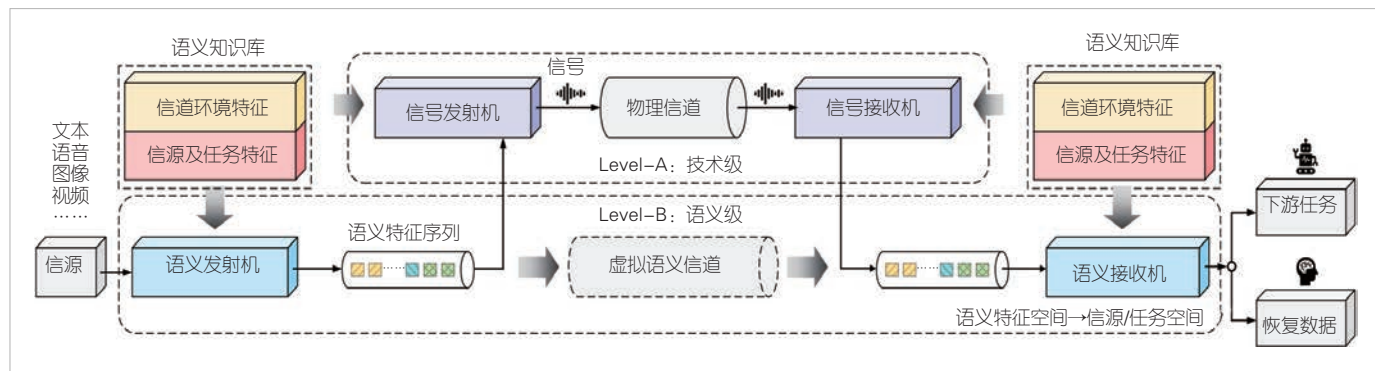 语义知识库
语义知识库
信道环境特征
信源及任务特征
信号
信号发射机
物理信道
信号接收机
Level-A：技术级
信道环境特征
信源及任务特征
文本
语音
图像
视频
……
Level-B：语义级
信源
语义发射机
语义特征序列
虚拟语义信道
语义接收机
语义特征空间→信源/任务空间
下游任务
恢复数据